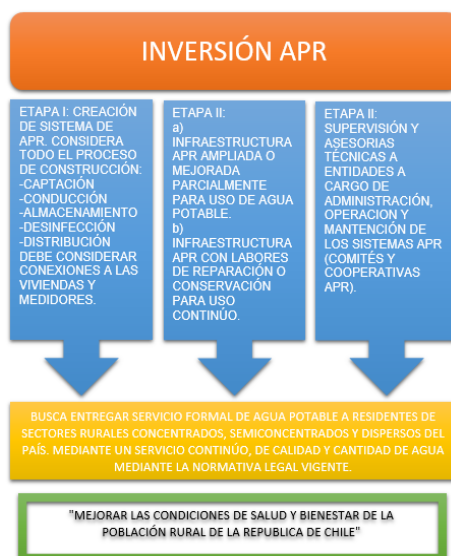 INVERSIÓN APR
ETAPA I: CREACIÓN
DE SISTEMA DE
APR. CONSIDERA
TODO EL PROCESO
DE CONSTRUCCIÓN:
-CAPTACIÓN
-CONDUCCIÓN
-ALMACENAMIENTO
-DESINFECCIÓN
-DISTRIBUCIÓN
DEBE CONSIDERAR
CONEXIONES A LAS
VIVIENDAS Y
MEDIDORES.
ETAPA II:
a)
INFRAESTRUCTURA
APR AMPLIADA O
MEJORADA
PARCIALMENTE
PARA USO DE AGUA
POTABLE.
b)
INFRAESTRUCTURA
APR CON LABORES
DE REPARACIÓN O
CONSERVACIÓN
PARA USO
CONTINÚO.
ETAPA II:
SUPERVISIÓN Y
ASESORIAS
TÉCNICAS A
ENTIDADES A
CARGO DE
ADMINISTRACIÓN,
OPERACION Y
MANTENCIÓN DE
LOS SISTEMAS APR
(COMITÉS Y
COOPERATIVAS
APR).
BUSCA ENTREGAR SERVICIO FORMAL DE AGUA POTABLE A RESIDENTES DE
SECTORES RURALES CONCENTRADOS, SEMICONCENTRADOS Y DISPERSOS DEL
PAÍS. MEDIANTE UN SERVICIO CONTINÚO, DE CALIDAD Y CANTIDAD DE AGUA
MEDIANTE LA NORMATIVA LEGAL VIGENTE.
"MEJORAR LAS CONDICIONES DE SALUD Y BIENESTAR DE LA
POBLACIÓN RURAL DE LA REPUBLICA DE CHILE"